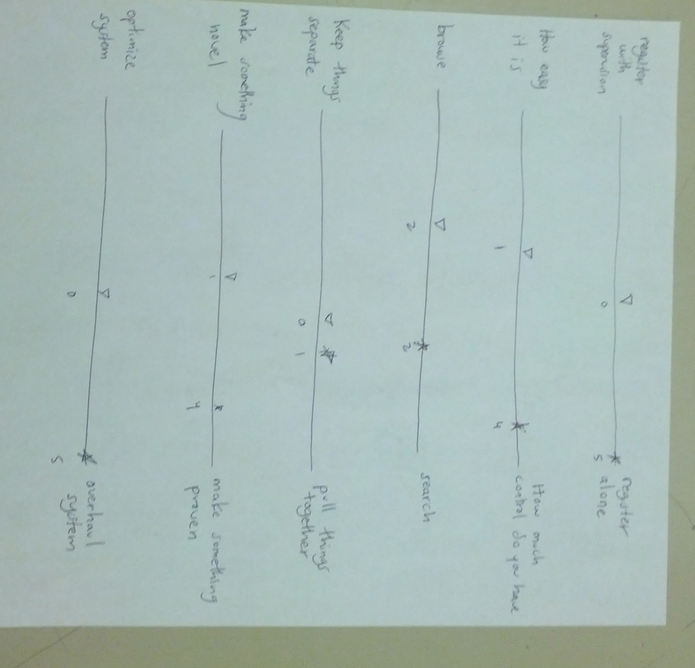 register
with
supervision
0
5
register
alone
How easy
it is
1
4
How much
control do you have
browse
2
2
search
Keep things
separate
0
1
pull things
together
make something
novel
1
4
make something
proven
optimize
system
0
5
overhaul
system